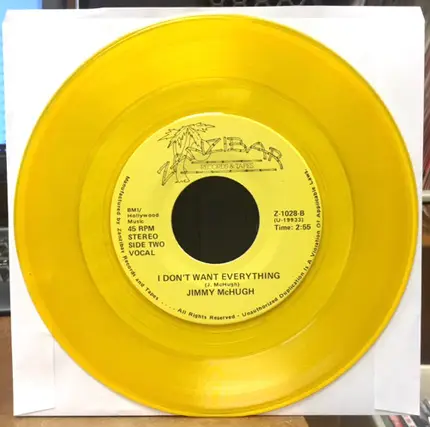 ZANZIBAR
RECORDS & TAPES
BMI/
Hollywood
Music
45 RPM
STEREO
SIDE TWO
VOCAL
Z-1028-B
(U-19933)
Time: 2:55
I DON'T WANT EVERYTHING
(J. McHugh)
JIMMY McHUGH
Manufactured by Zanzibar Records and Tapes .... All Rights Reserved - Unauthorized Duplication Is A Violation Of Applicable Laws.